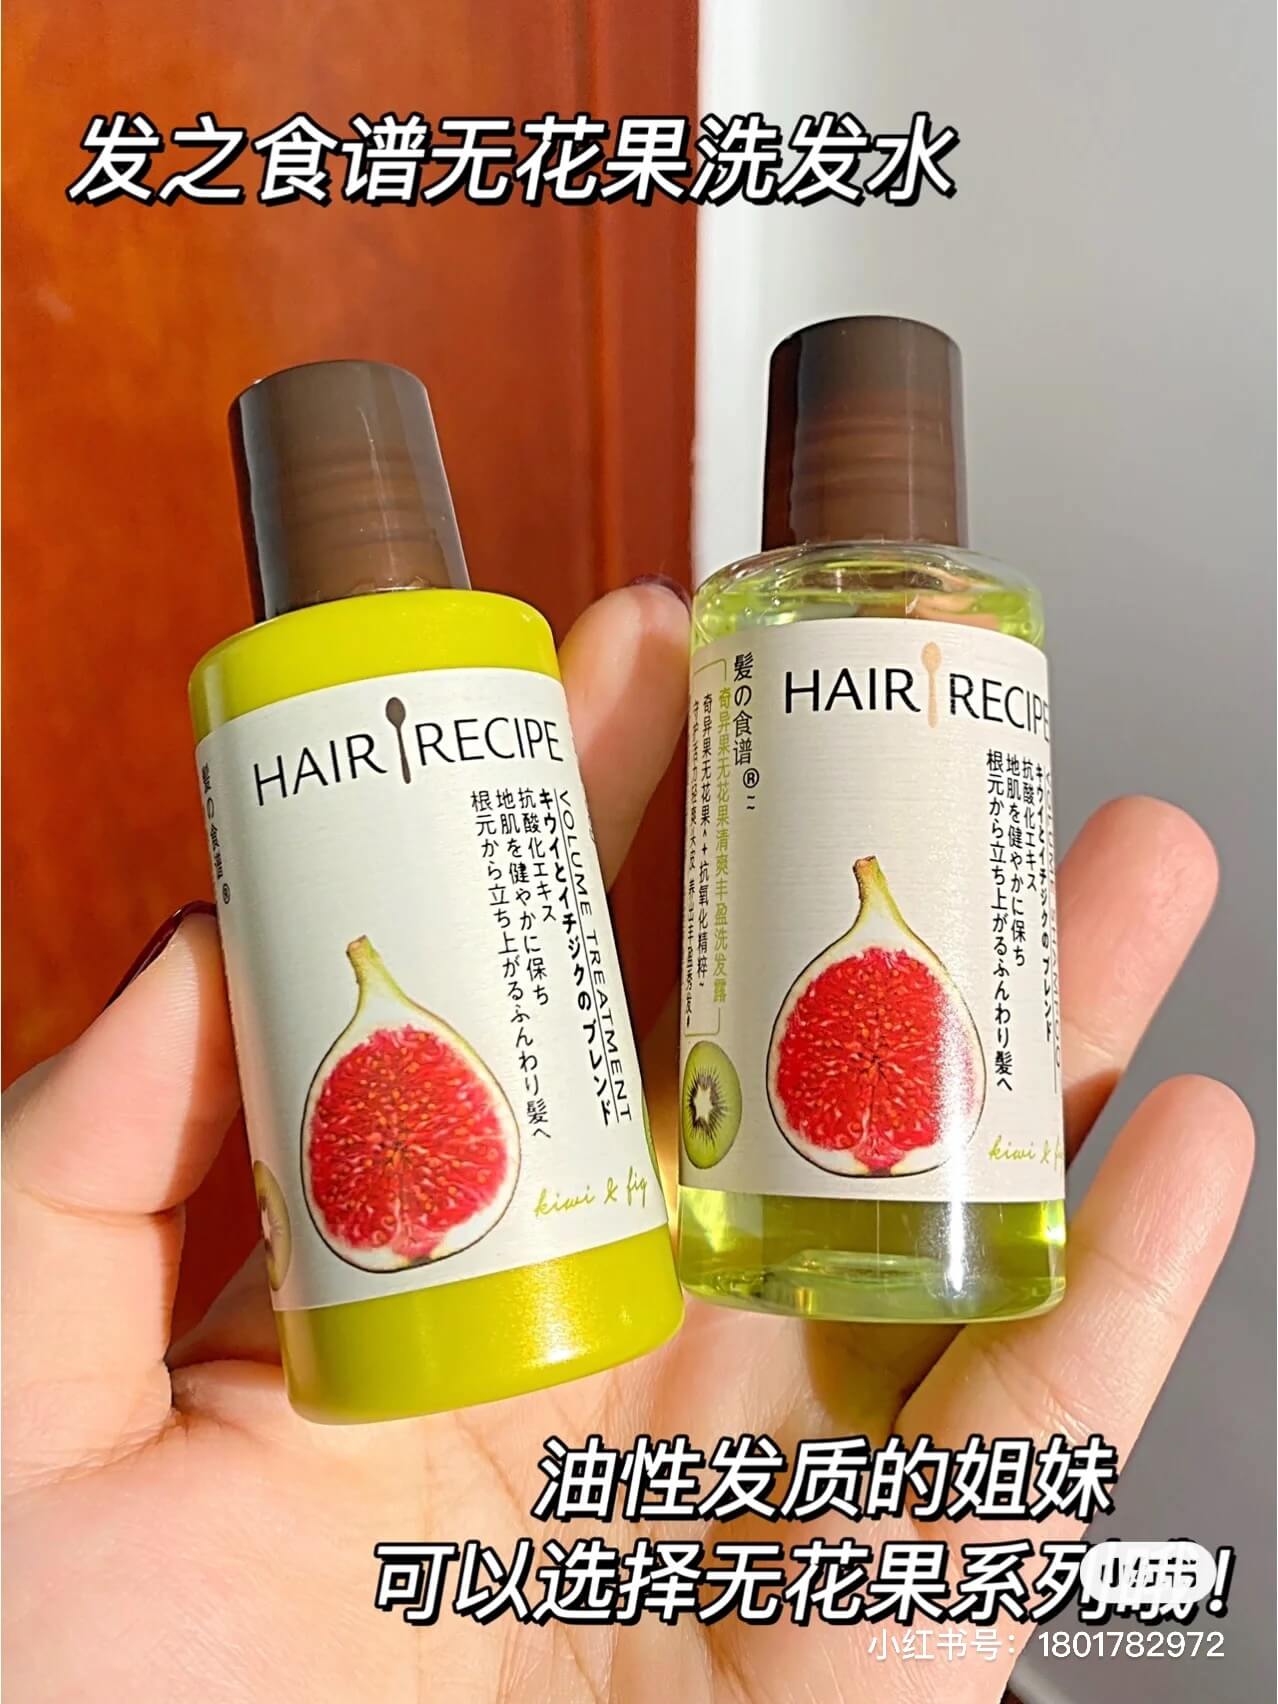 发之食谱无花果洗发水
HAIR RECIPE
髪の食谱®
VOLUME TREATMENT
キウイとイチジクのブレンド
抗酸化エキス
地肌を健やかに保ち
根元から立ち上がるふんわり髪へ
kiwi & fig
HAIR RECIPE
髪の食谱®~
奇异果无花果清爽丰盈洗发露
奇异果无花果^+抗氧化精粹~
キウイとイチジクのブレンド
抗酸化エキス
地肌を健やかに保ち
根元から立ち上がるふんわり髪へ
kiwi &
油性发质的姐妹
可以选择无花果系列哦！
小红书
小红书号：1801782972